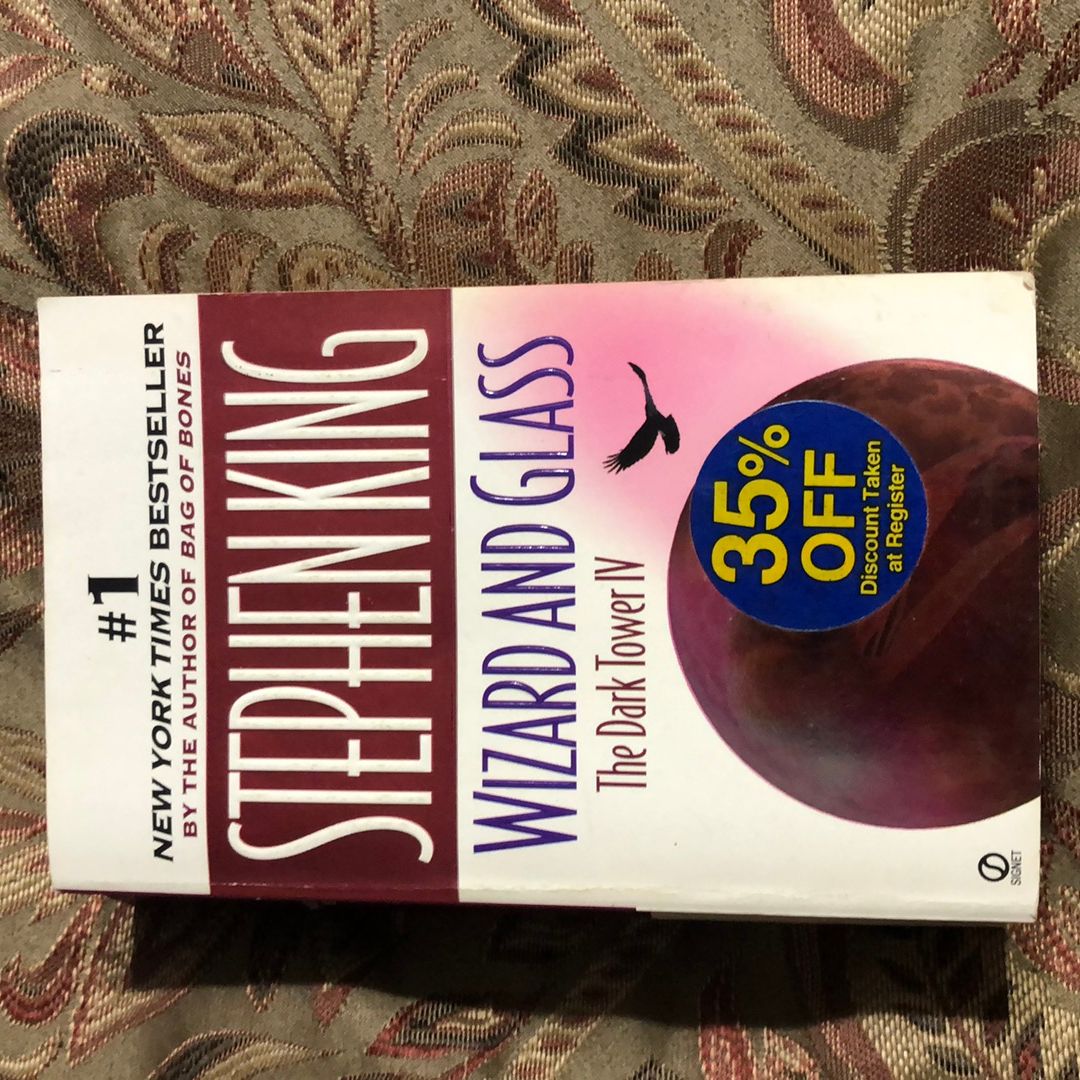 #1
NEW YORK TIMES BESTSELLER
BY THE AUTHOR OF BAG OF BONES
STEPHEN KING
WIZARD AND GLASS
The Dark Tower IV
35%
OFF
Discount Taken
at Register
SIGNET